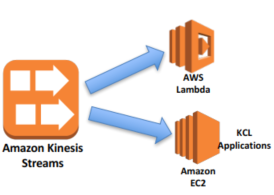 AWS
Lambda
Amazon Kinesis
Streams
KCL
Applications
Amazon
EC2